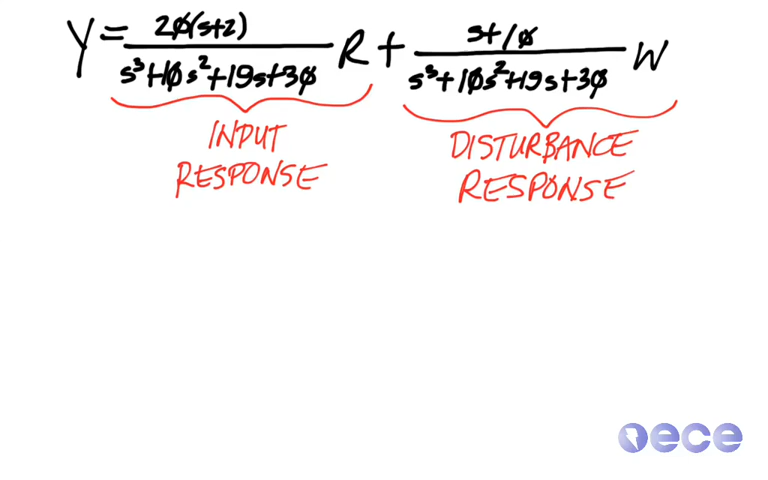 Y = 20(s+2) / (s³+10s²+19s+30) R + s+10 / (s³+10s²+19s+30) W
INPUT RESPONSE
DISTURBANCE RESPONSE
ece